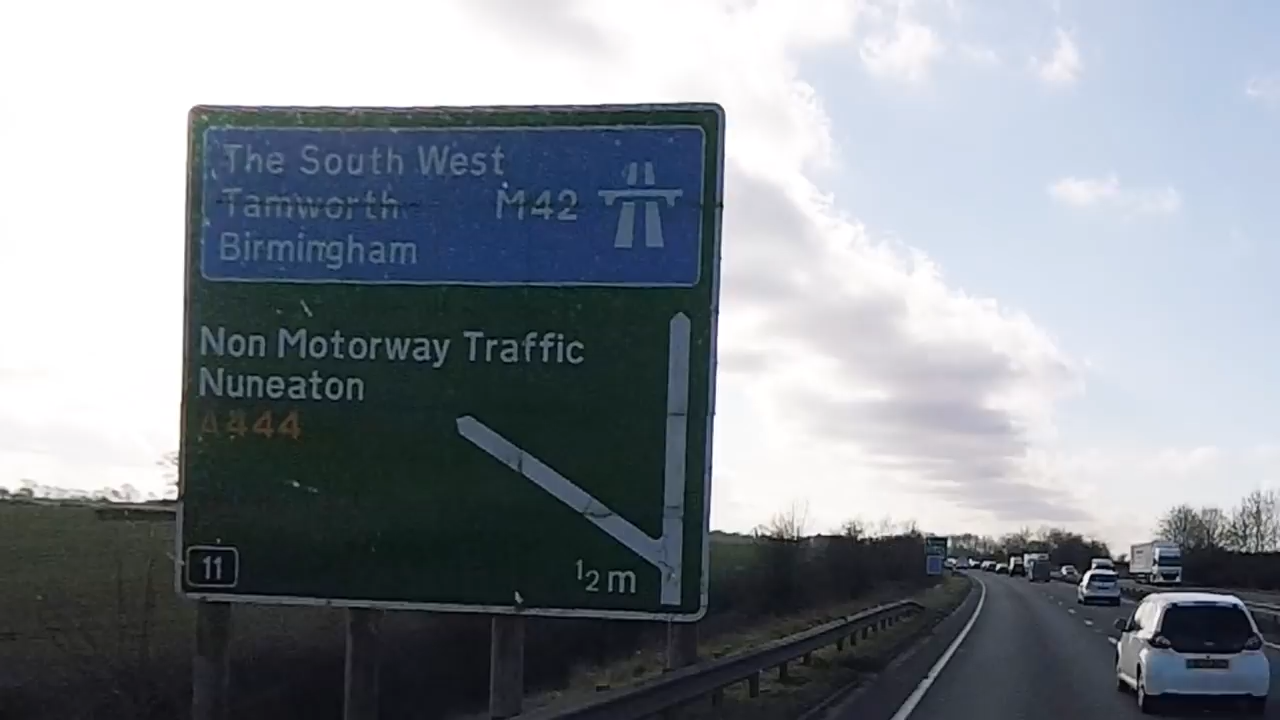 The South West
Tamworth M42
Birmingham
Non Motorway Traffic
Nuneaton
A444
11
½ m